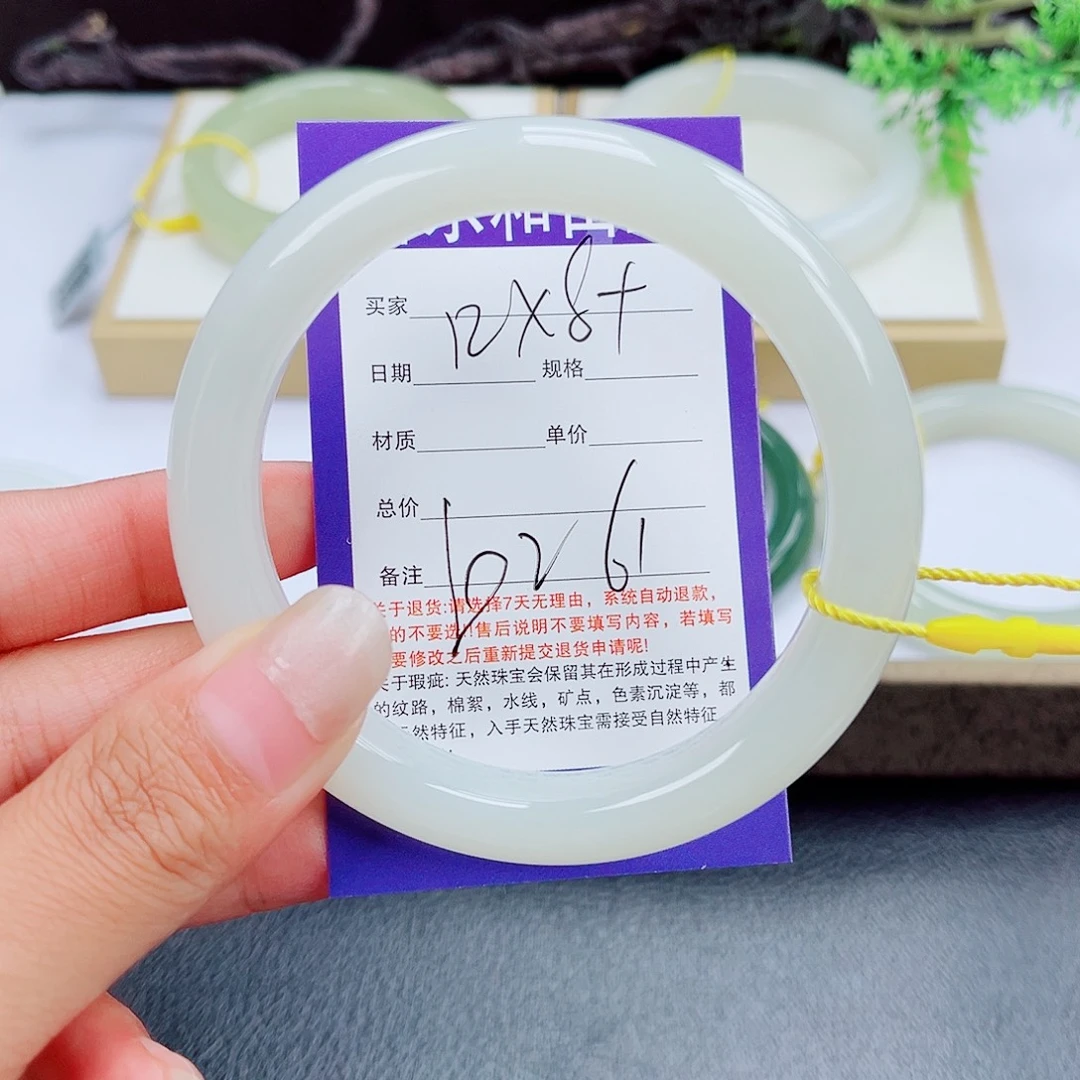 和田
买家 12X8+
日期 规格
材质 单价
总价
备注 62 61
关于退货:请选择7天无理由，系统自动退款，
的不要选!!售后说明不要填写内容，若填写
要修改之后重新提交退货申请呢!
关于瑕疵: 天然珠宝会保留其在形成过程中产生
的纹路，棉絮，水线，矿点，色素沉淀等，都
然特征，入手天然珠宝需接受自然特征